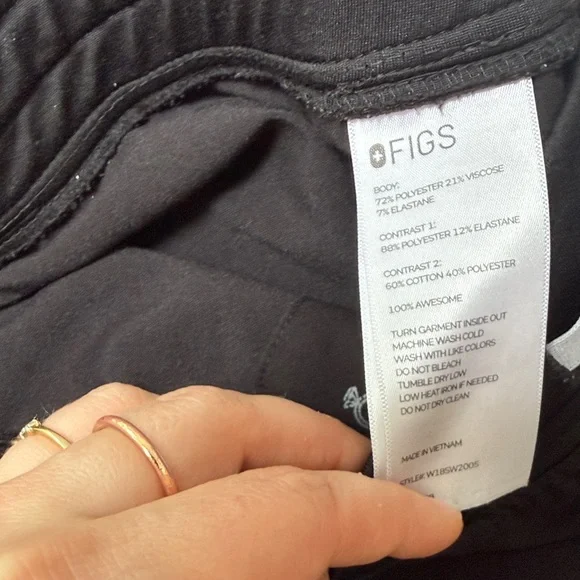 FIGS
BODY:
72% POLYESTER 21% VISCOSE
7% ELASTANE
CONTRAST 1:
88% POLYESTER 12% ELASTANE
CONTRAST 2:
60% COTTON 40% POLYESTER
100% AWESOME
TURN GARMENT INSIDE OUT
MACHINE WASH COLD
WASH WITH LIKE COLORS
DO NOT BLEACH
TUMBLE DRY LOW
LOW HEAT IRON IF NEEDED
DO NOT DRY CLEAN
MADE IN VIETNAM
STYLE#: W18SW2005